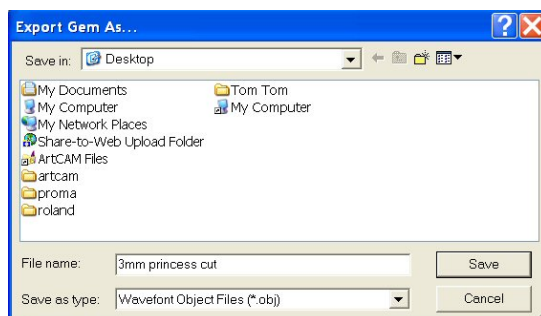 Export Gem As...
Save in: Desktop
My Documents
My Computer
My Network Places
Share-to-Web Upload Folder
ArtCAM Files
artcam
proma
roland
Tom Tom
My Computer
File name: 3mm princess cut Save
Save as type: Wavefont Object Files (*.obj) Cancel